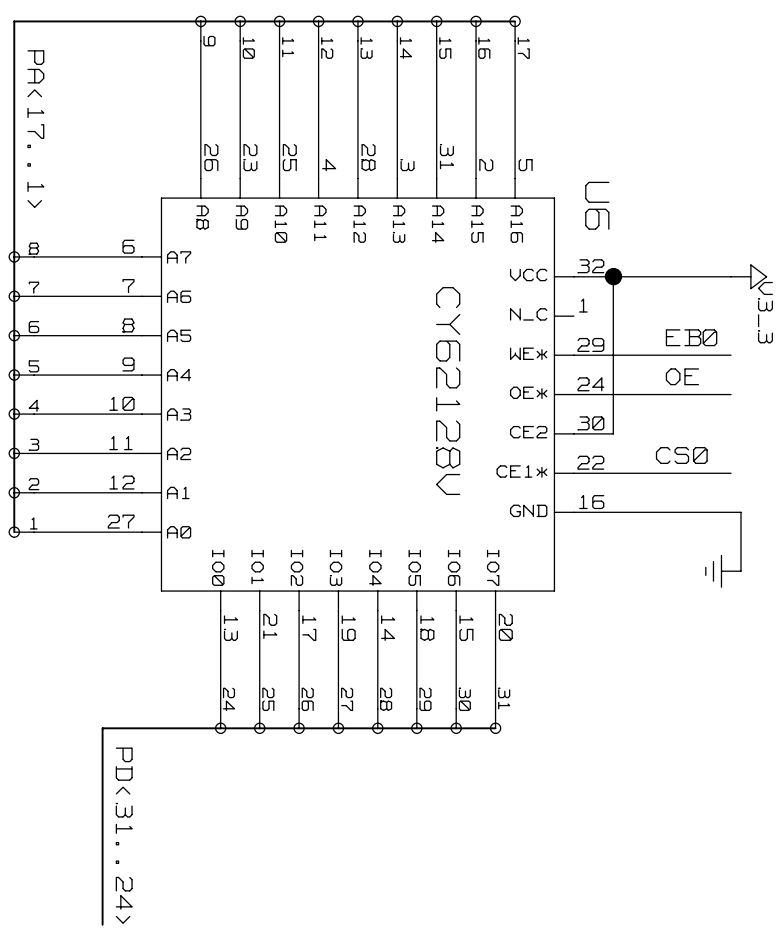 9 10 11 12 13 14 15 16 17
PA<17..1>
26 23 25 4 28 3 31 2 5
U6
A8 A9 A10 A11 A12 A13 A14 A15 A16
CY62128V
8 6 A7
7 7 A6
6 8 A5
5 9 A4
4 10 A3
3 11 A2
2 12 A1
1 27 A0
VCC 32
V3_3
N_C 1
WE* 29 EB0
OE* 24 OE
CE2 30
CE1* 22 CS0
GND 16
IO0 IO1 IO2 IO3 IO4 IO5 IO6 IO7
13 21 17 19 14 18 15 20
24 25 26 27 28 29 30 31
PD<31..24>